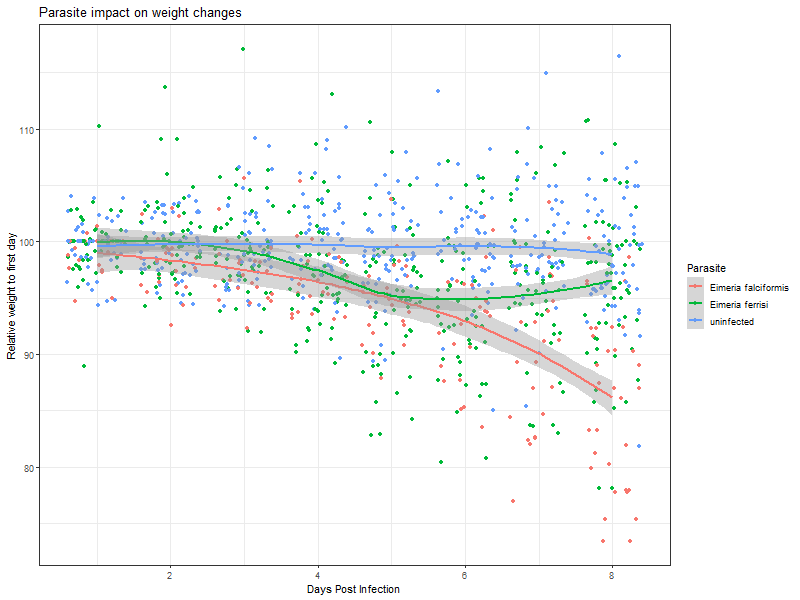 Parasite impact on weight changes
Relative weight to first day
110
100
90
80
2
4
6
8
Days Post Infection
Parasite
Eimeria falciformis
Eimeria ferrisi
uninfected